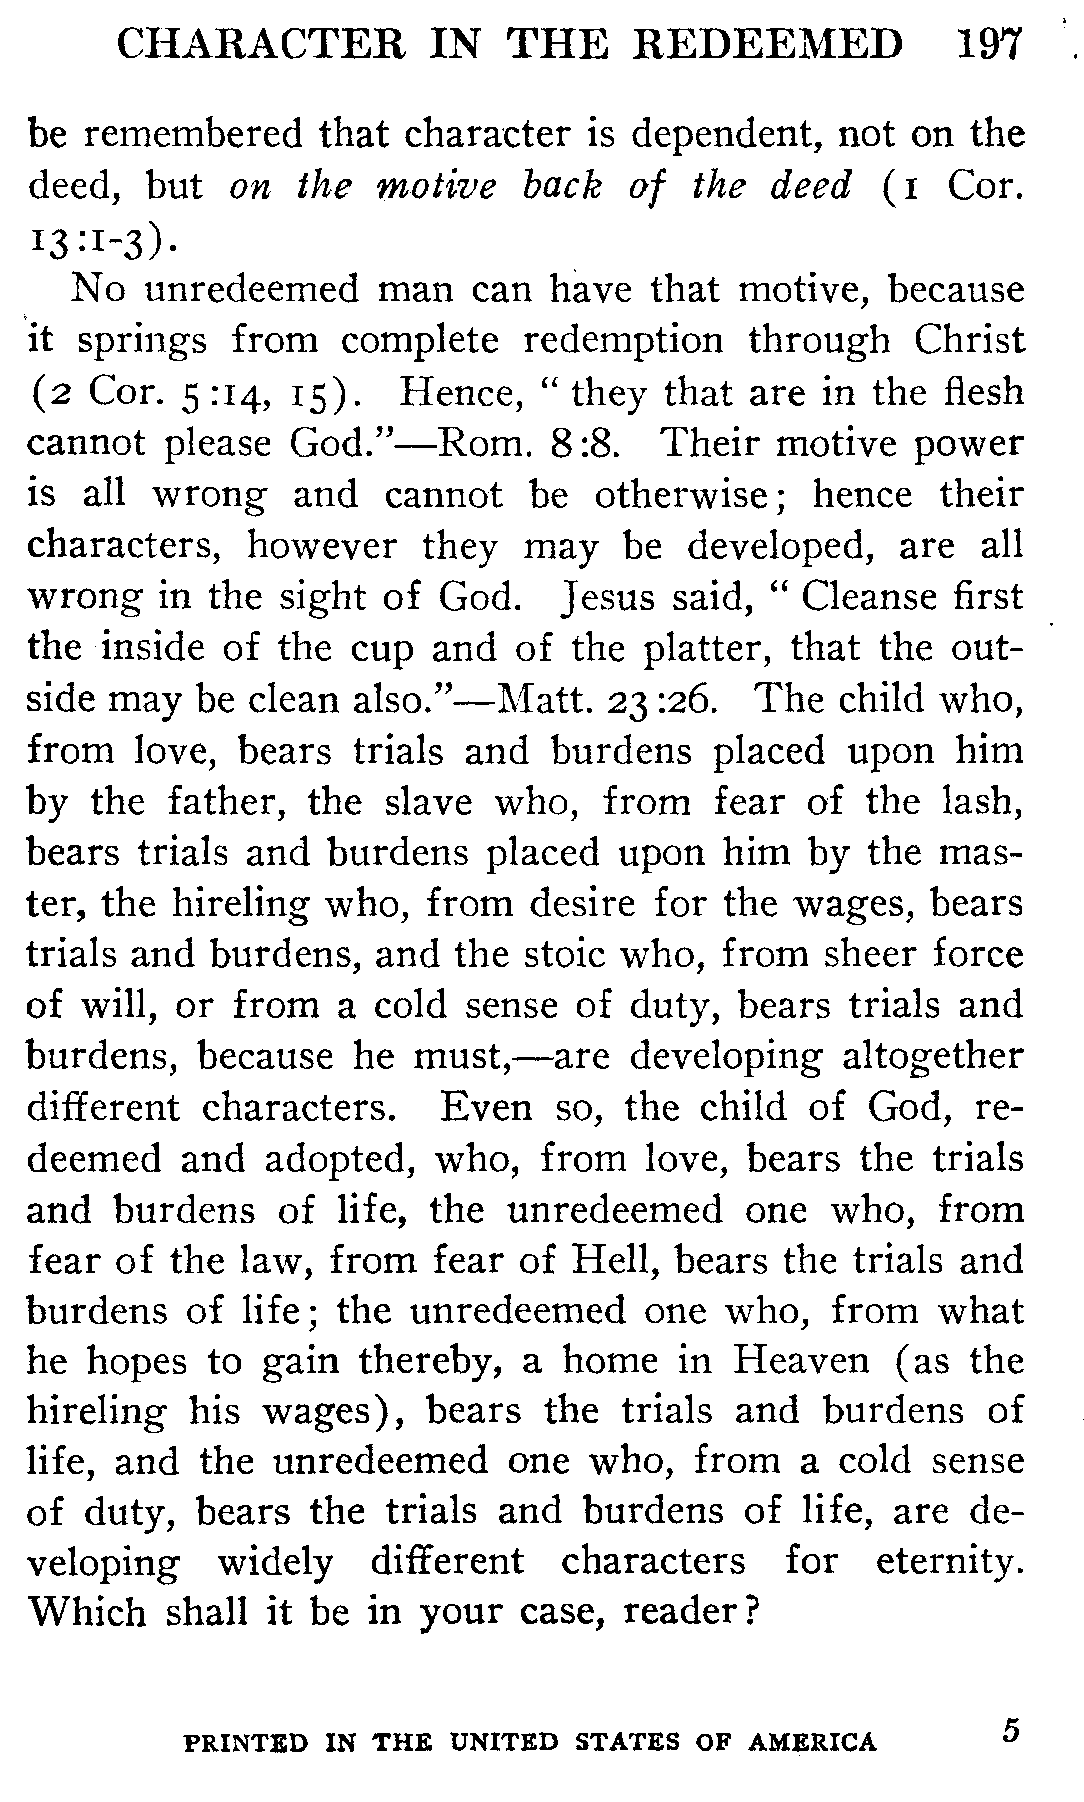 CHARACTER IN THE REDEEMED 197
be remembered that character is dependent, not on the
deed, but on the motive back of the deed (1 Cor.
13:1-3).
No unredeemed man can have that motive, because
it springs from complete redemption through Christ
(2 Cor. 5:14, 15). Hence, “ they that are in the flesh
cannot please God.”—Rom. 8:8. Their motive power
is all wrong and cannot be otherwise; hence their
characters, however they may be developed, are all
wrong in the sight of God. Jesus said, “ Cleanse first
the inside of the cup and of the platter, that the out-
side may be clean also.”—Matt. 23:26. The child who,
from love, bears trials and burdens placed upon him
by the father, the slave who, from fear of the lash,
bears trials and burdens placed upon him by the mas-
ter, the hireling who, from desire for the wages, bears
trials and burdens, and the stoic who, from sheer force
of will, or from a cold sense of duty, bears trials and
burdens, because he must,—are developing altogether
different characters. Even so, the child of God, re-
deemed and adopted, who, from love, bears the trials
and burdens of life, the unredeemed one who, from
fear of the law, from fear of Hell, bears the trials and
burdens of life; the unredeemed one who, from what
he hopes to gain thereby, a home in Heaven (as the
hireling his wages), bears the trials and burdens of
life, and the unredeemed one who, from a cold sense
of duty, bears the trials and burdens of life, are de-
veloping widely different characters for eternity.
Which shall it be in your case, reader?
PRINTED IN THE UNITED STATES OF AMERICA 5